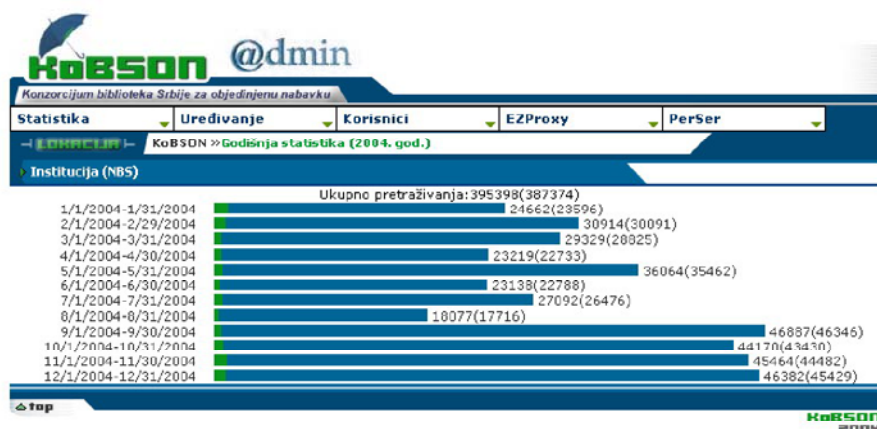 KoBSON @dmin
Konzorcijum biblioteka Srbije za objedinjenu nabavku
Statistika Uređivanje Korisnici EZProxy PerSer
LOKACIJA KoBSON » Godišnja statistika (2004. god.)
Institucija (NBS)
Ukupno pretraživanja:395398(387374)
1/1/2004-1/31/2004 24662(23596)
2/1/2004-2/29/2004 30914(30091)
3/1/2004-3/31/2004 29329(28825)
4/1/2004-4/30/2004 23219(22733)
5/1/2004-5/31/2004 36064(35462)
6/1/2004-6/30/2004 23138(22788)
7/1/2004-7/31/2004 27092(26476)
8/1/2004-8/31/2004 18077(17716)
9/1/2004-9/30/2004 46887(46346)
10/1/2004-10/31/2004 44170(43430)
11/1/2004-11/30/2004 45464(44482)
12/1/2004-12/31/2004 46382(45429)
top
KoBSON